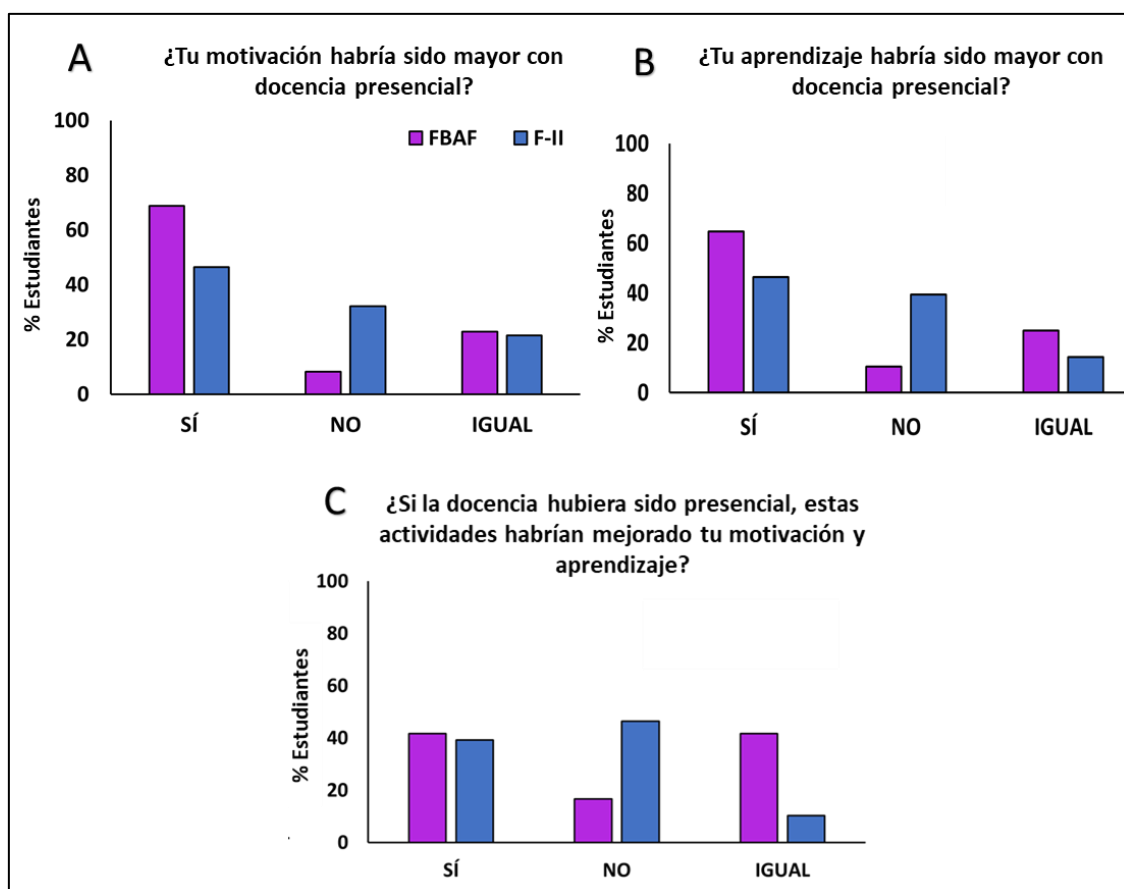 A
¿Tu motivación habría sido mayor con
docencia presencial?
100
80
60
40
20
0
% Estudiantes
FBAF
F-II
SÍ
NO
IGUAL
B
¿Tu aprendizaje habría sido mayor con
docencia presencial?
100
80
60
40
20
0
% Estudiantes
SÍ
NO
IGUAL
C
¿Si la docencia hubiera sido presencial, estas
actividades habrían mejorado tu motivación y
aprendizaje?
100
80
60
40
20
0
% Estudiantes
SÍ
NO
IGUAL